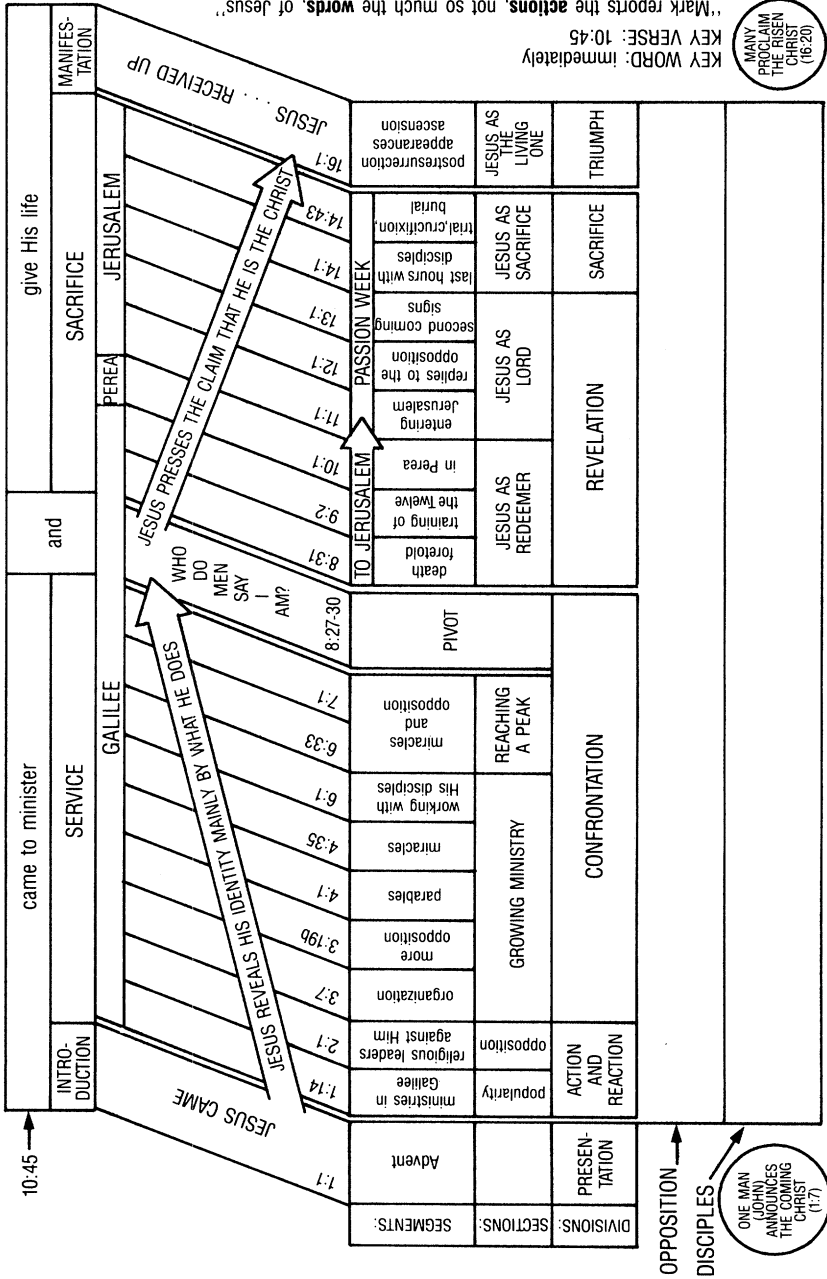 10:45
came to minister
and
give His life
INTRO-
DUCTION
SERVICE
SACRIFICE
MANIFES-
TATION
GALILEE
PEREA
JERUSALEM
JESUS CAME
JESUS REVEALS HIS IDENTITY MAINLY BY WHAT HE DOES
WHO
DO
MEN
SAY
I
AM?
JESUS PRESSES THE CLAIM THAT HE IS THE CHRIST
JESUS . . . . RECEIVED UP
1:1
1:14
2:1
3:7
3:19b
4:1
4:35
6:1
6:33
7:1
8:27-30
8:31
9:2
10:1
11:1
12:1
13:1
14:1
14:43
16:1
TO JERUSALEM
PASSION WEEK
SEGMENTS:
Advent
ministries in
Galilee
religious leaders
against Him
organization
more
opposition
parables
miracles
working with
His disciples
miracles
and
opposition
PIVOT
death
foretold
training of
the Twelve
in Perea
entering
Jerusalem
replies to the
opposition
second coming
signs
last hours with
disciples
trial,crucifixion,
burial
postresurrection
appearances
ascension
SECTIONS:
popularity
opposition
GROWING MINISTRY
REACHING
A PEAK
JESUS AS
REDEEMER
JESUS AS
LORD
JESUS AS
SACRIFICE
JESUS AS
THE
LIVING
ONE
DIVISIONS:
PRESEN-
TATION
ACTION
AND
REACTION
CONFRONTATION
REVELATION
SACRIFICE
TRIUMPH
OPPOSITION
DISCIPLES
ONE MAN
(JOHN)
ANNOUNCES
THE COMING
CHRIST
(1:7)
MANY
PROCLAIM
THE RISEN
CHRIST
(16:20)
KEY WORD: immediately
KEY VERSE: 10:45
"Mark reports the actions, not so much the words, of Jesus"